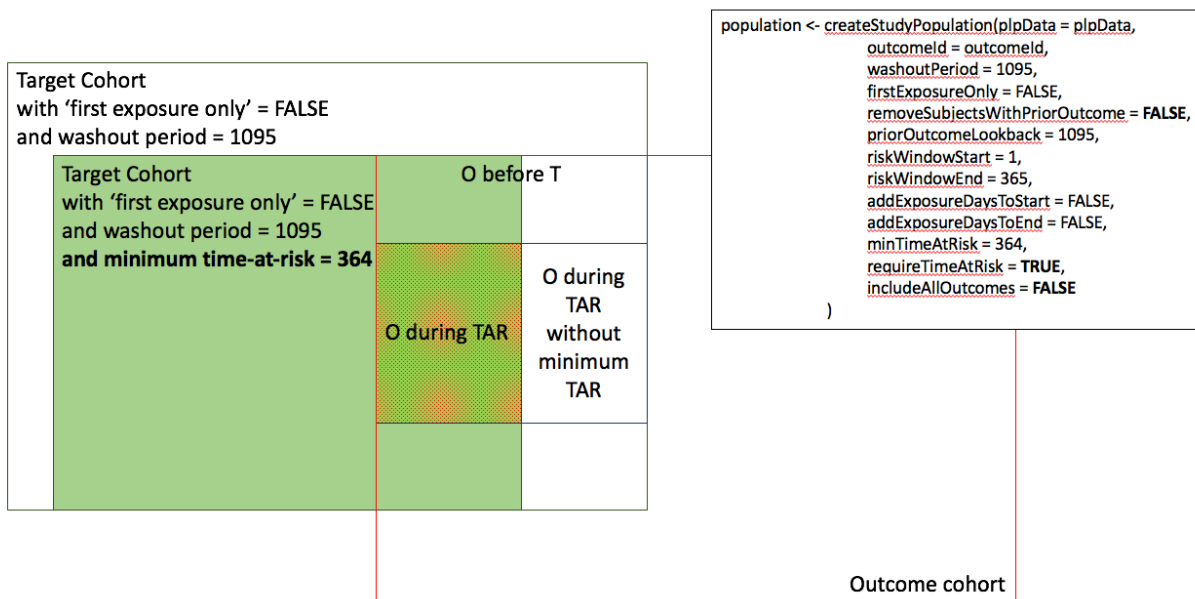 Target Cohort
with ‘first exposure only’ = FALSE
and washout period = 1095
Target Cohort
with ‘first exposure only’ = FALSE
and washout period = 1095
and minimum time-at-risk = 364
O before T
O during TAR
O during
TAR
without
minimum
TAR
population <- createStudyPopulation(plpData = plpData,
outcomeId = outcomeId,
washoutPeriod = 1095,
firstExposureOnly = FALSE,
removeSubjectsWithPriorOutcome = FALSE,
priorOutcomeLookback = 1095,
riskWindowStart = 1,
riskWindowEnd = 365,
addExposureDaysToStart = FALSE,
addExposureDaysToEnd = FALSE,
minTimeAtRisk = 364,
requireTimeAtRisk = TRUE,
includeAllOutcomes = FALSE
)
Outcome cohort